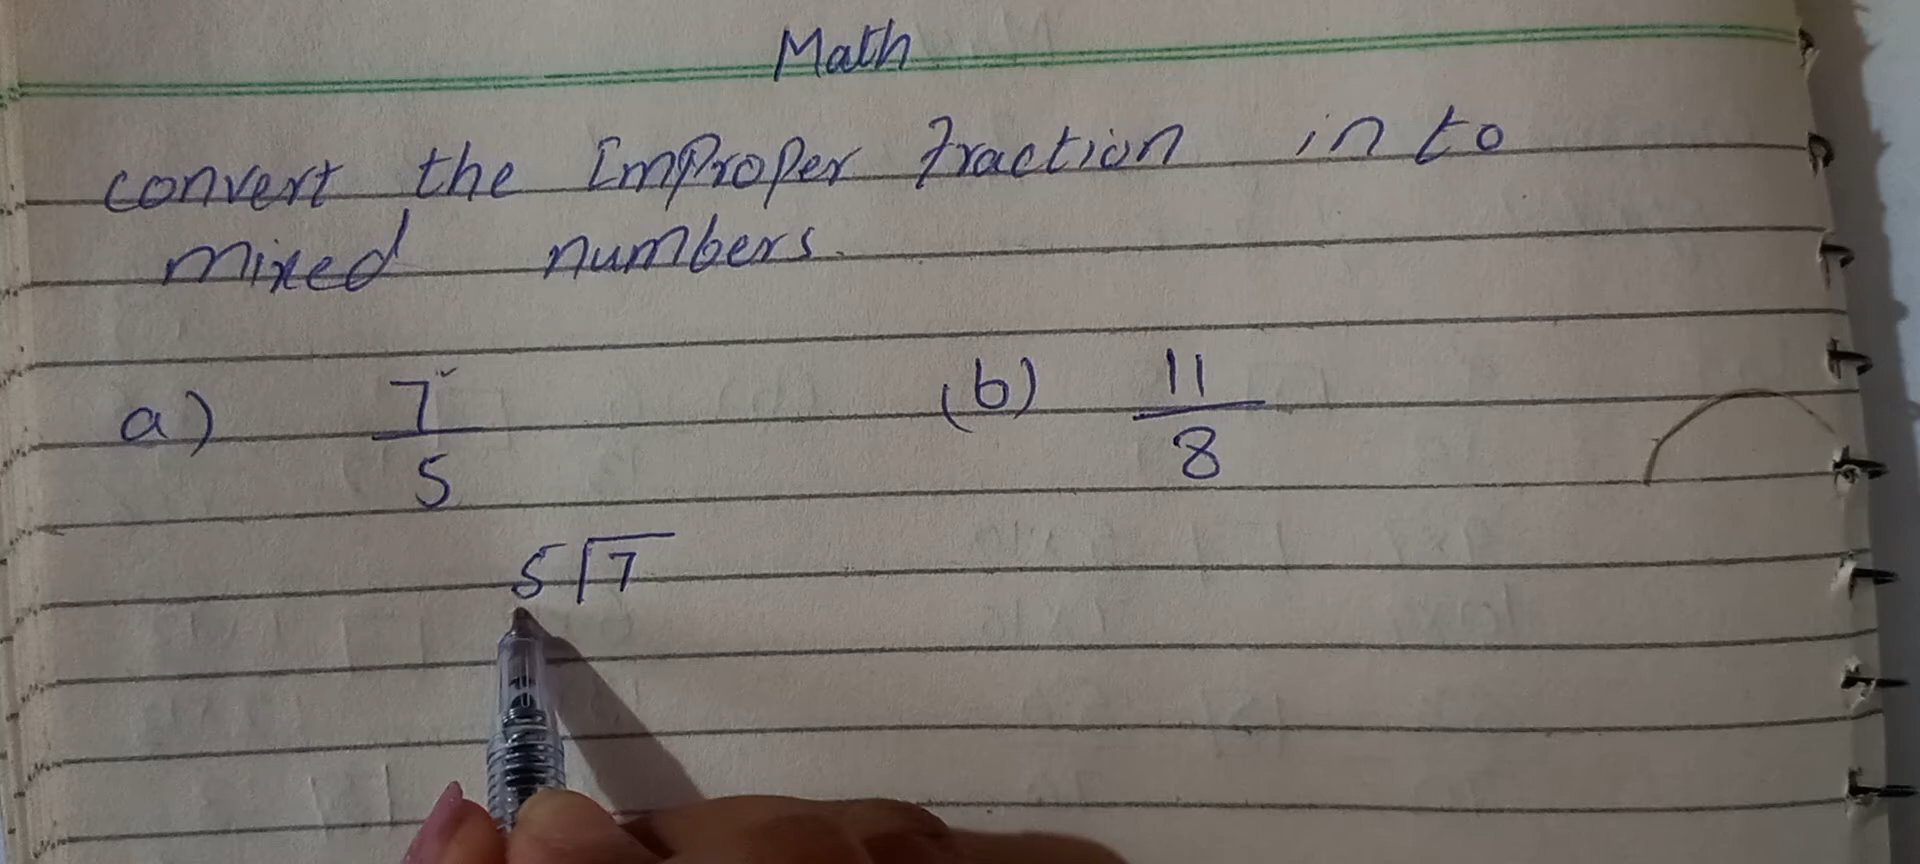 Math
convert the Improper fraction in to
mixed numbers.
a) 7/5 (b) 11/8
5√7